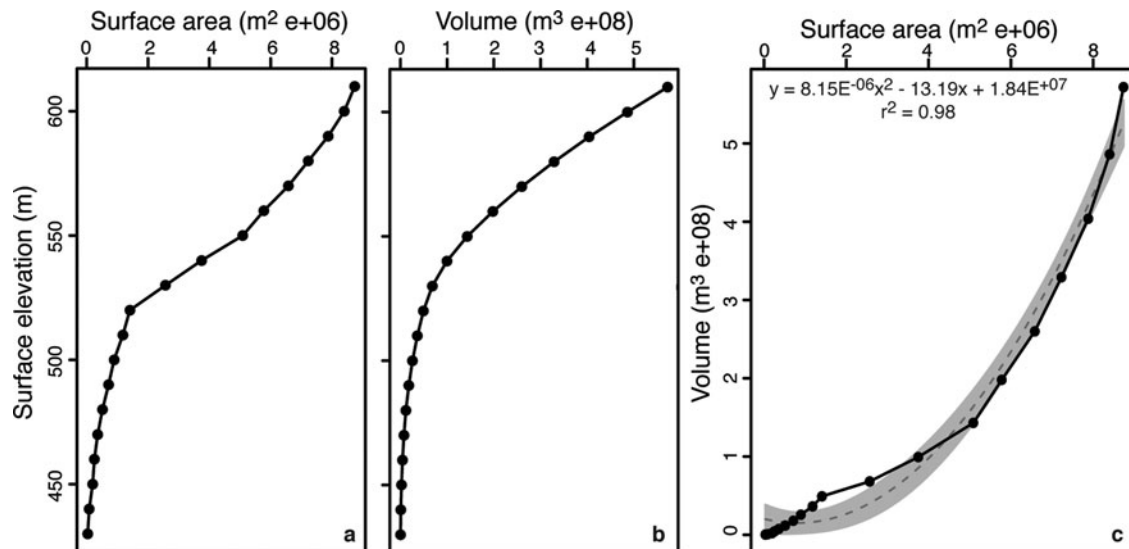 Surface area (m² e+06)
0 2 4 6 8
Surface elevation (m)
600
550
500
450
a
Volume (m³ e+08)
0 1 2 3 4 5
b
Surface area (m² e+06)
0 2 4 6 8
y = 8.15E⁻⁰⁶x² - 13.19x + 1.84E⁺⁰⁷
r² = 0.98
Volume (m³ e+08)
5
4
3
2
1
0
c